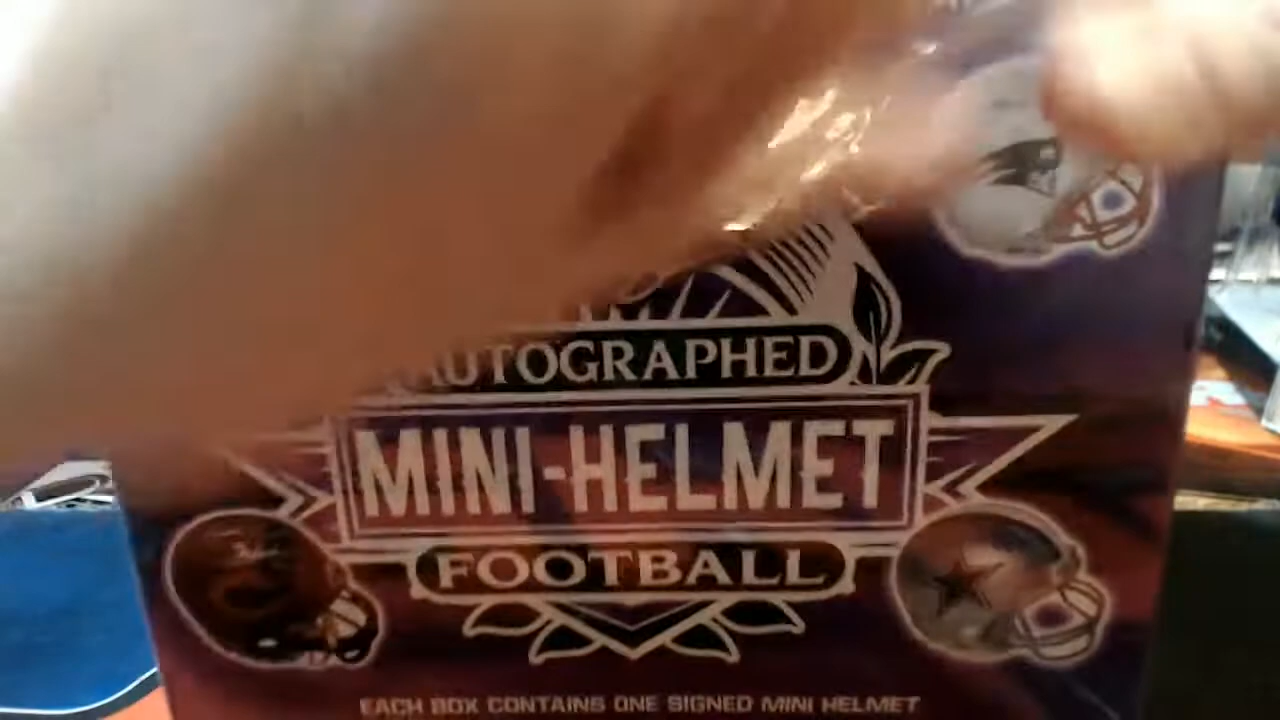 AUTOGRAPHED
MINI-HELMET
FOOTBALL
EACH BOX CONTAINS ONE SIGNED MINI HELMET